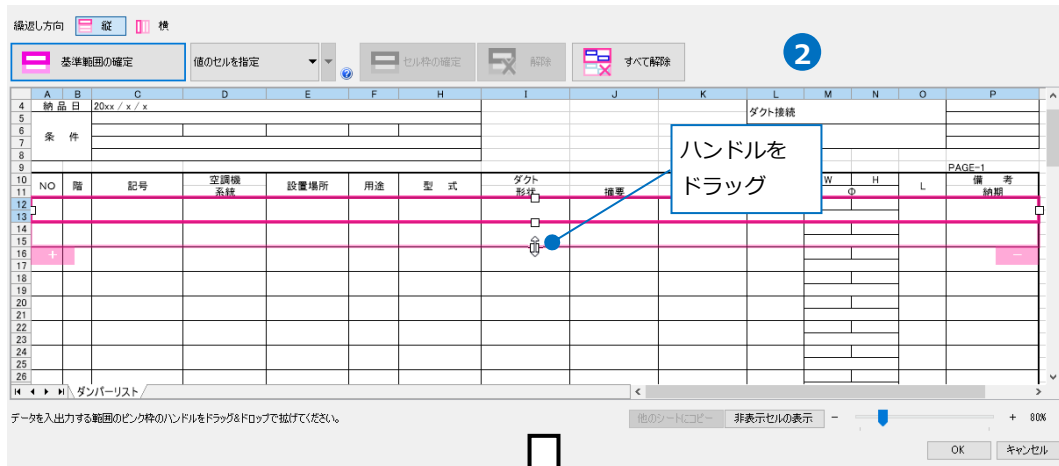 繰返し方向 縦 横
基準範囲の確定 値のセルを指定 セル枠の確定 解除 すべて解除 2
A B C D E F H I J K L M N O P
4 納品日 20xx / x / x
5 ダクト接続
6
7 条 件
8
9 PAGE-1
10 NO 階 記号 空調機 設置場所 用途 型 式 ダクト W H L 備 考
11 系統 形状 摘要 Φ 納期
12
13
14
15
16 + −
17
18
19
20
21
22
23
24
25
26
ハンドルを
ドラッグ
ダンパーリスト
データを入出力する範囲のピンク枠のハンドルをドラッグ&ドロップで拡げてください。 他のシートにコピー 非表示セルの表示 − + 80%
OK キャンセル